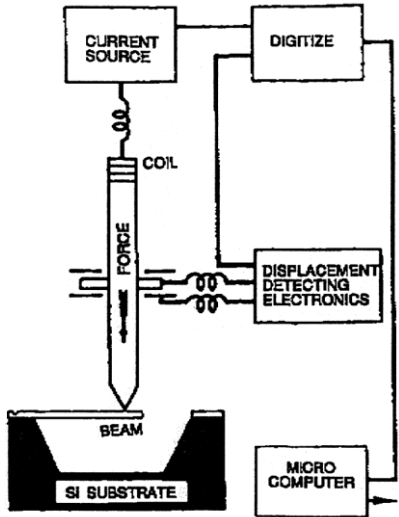 CURRENT
SOURCE
DIGITIZE
COIL
FORCE
DISPLACEMENT
DETECTING
ELECTRONICS
BEAM
SI SUBSTRATE
MICRO
COMPUTER